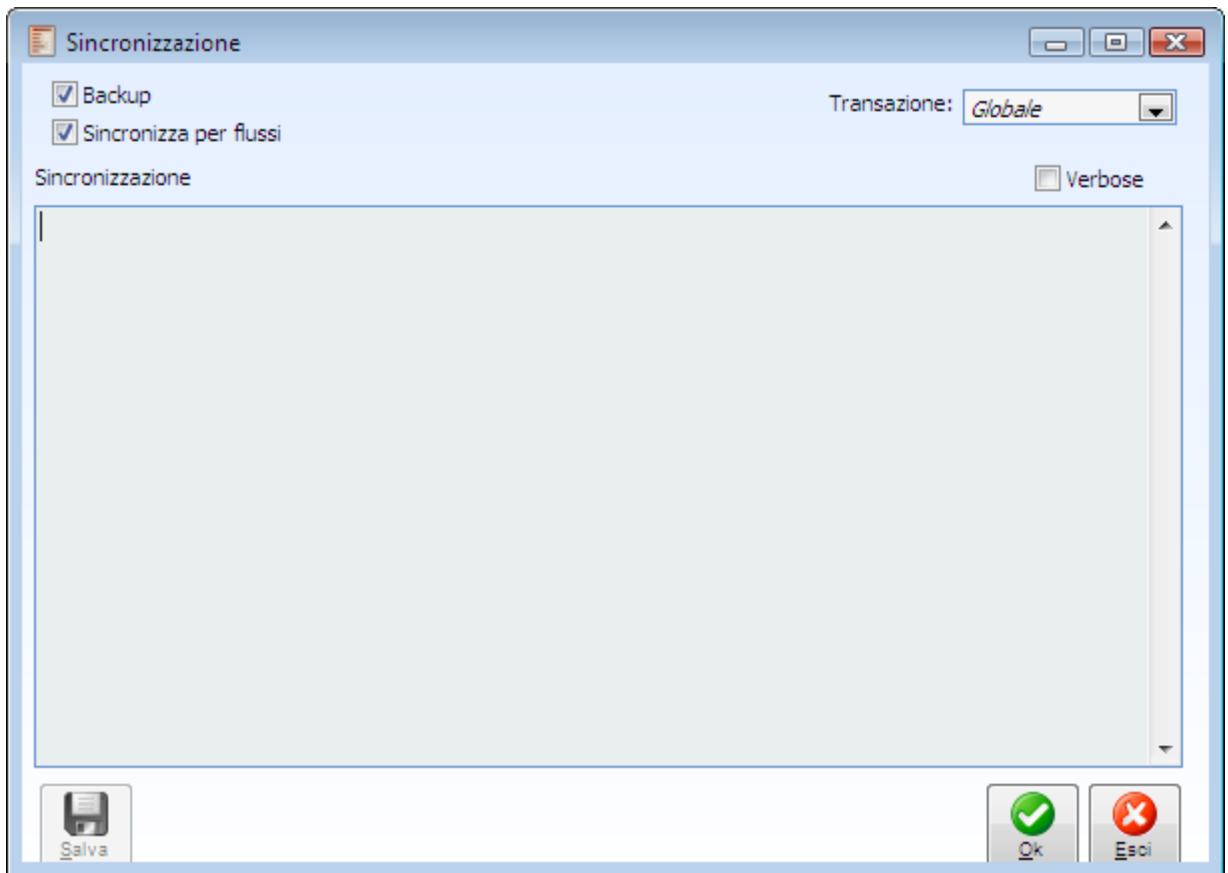 Sincronizzazione
Backup
Transazione: Globale
Sincronizza per flussi
Sincronizzazione
Verbose
Salva
Ok
Esci